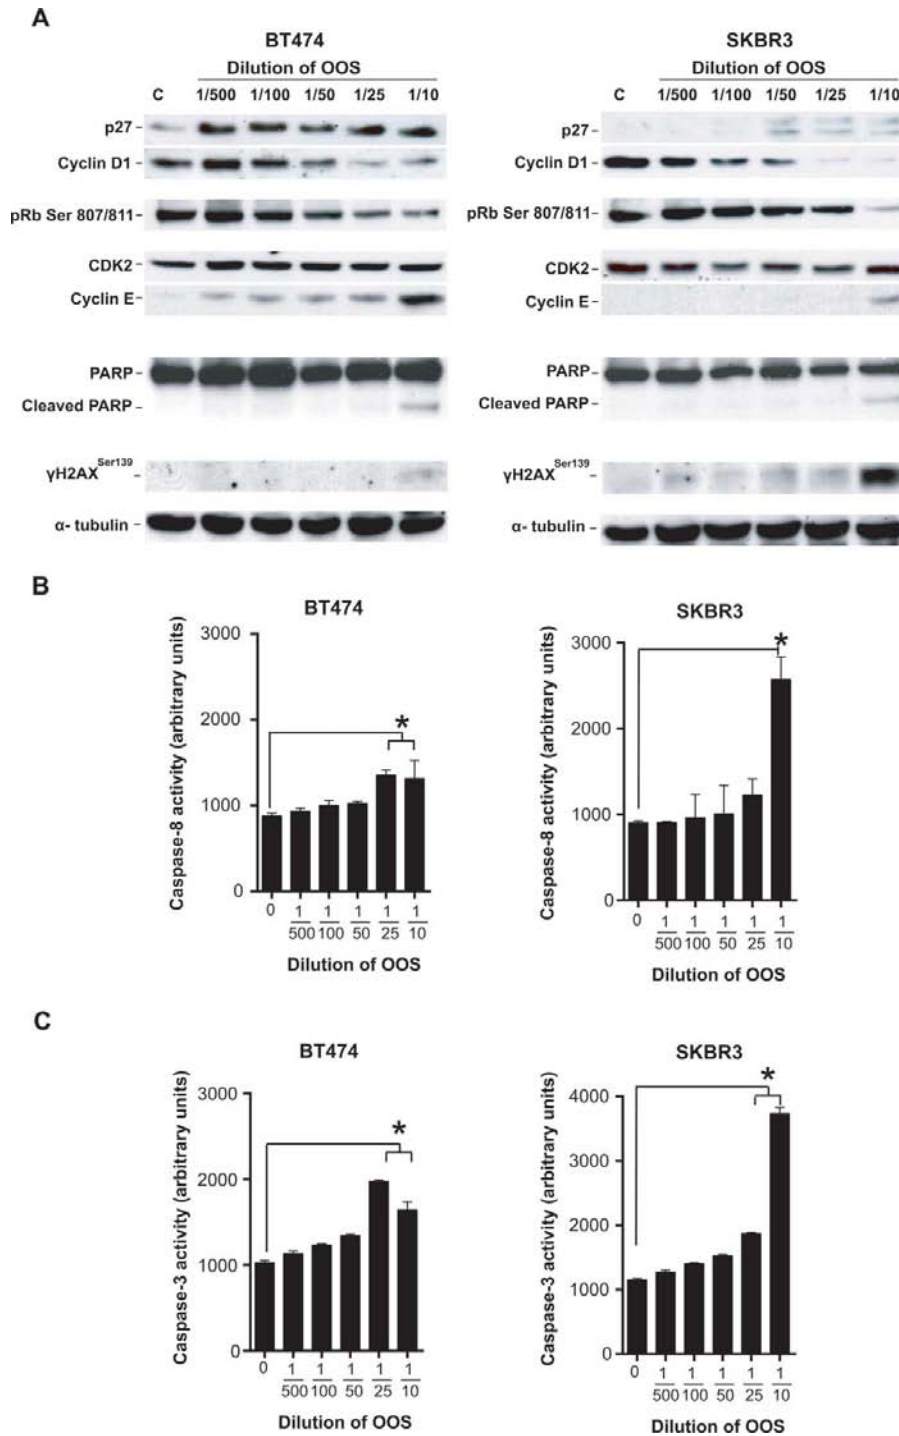 A
BT474
Dilution of OOS
C 1/500 1/100 1/50 1/25 1/10
p27
Cyclin D1
pRb Ser 807/811
CDK2
Cyclin E
PARP
Cleaved PARP
γH2AX Ser139
α- tubulin
SKBR3
Dilution of OOS
C 1/500 1/100 1/50 1/25 1/10
p27
Cyclin D1
pRb Ser 807/811
CDK2
Cyclin E
PARP
Cleaved PARP
γH2AX Ser139
α- tubulin
B
BT474
Caspase-8 activity (arbitrary units)
3000
2000
1000
0
*
0 1/500 1/100 1/50 1/25 1/10
Dilution of OOS
SKBR3
Caspase-8 activity (arbitrary units)
3000
2000
1000
0
*
0 1/500 1/100 1/50 1/25 1/10
Dilution of OOS
C
BT474
Caspase-3 activity (arbitrary units)
3000
2000
1000
0
*
0 1/500 1/100 1/50 1/25 1/10
Dilution of OOS
SKBR3
Caspase-3 activity (arbitrary units)
4000
3000
2000
1000
0
*
0 1/500 1/100 1/50 1/25 1/10
Dilution of OOS